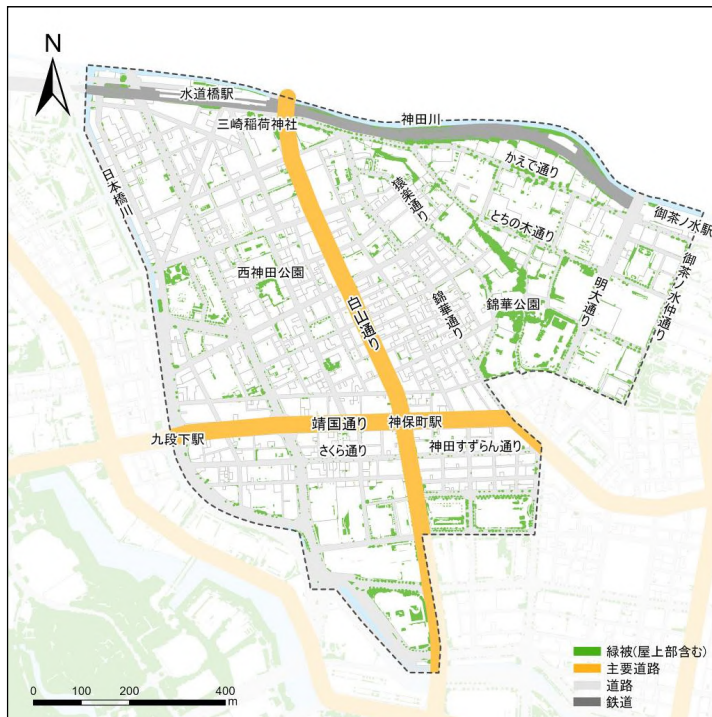 N
水道橋駅
神田川
三崎稲荷神社
かえで通り
日本橋川
猿楽通り
とちの木通り
御茶ノ水駅
御茶ノ水仲通り
西神田公園
明大通り
錦華公園
錦華通り
白山通り
靖国通り
神保町駅
九段下駅
さくら通り
神田すずらん通り
緑被(屋上部含む)
主要道路
道路
鉄道
0 100 200 400
m